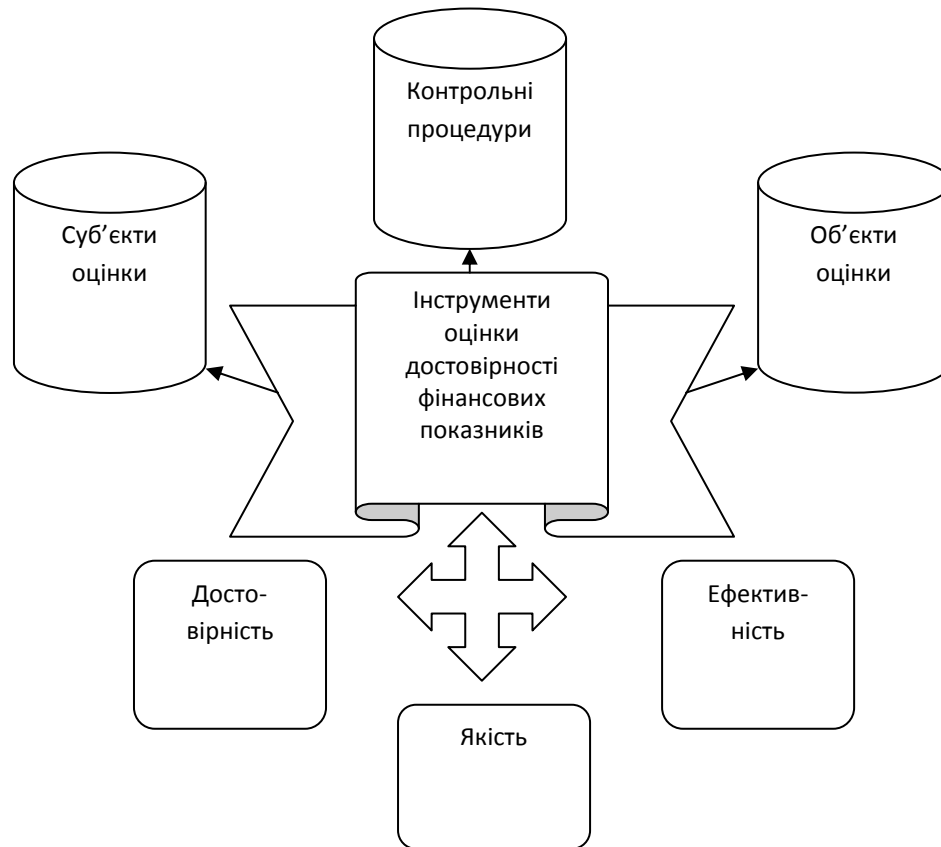 Контрольні
процедури
Суб’єкти
оцінки
Об’єкти
оцінки
Інструменти
оцінки
достовірності
фінансових
показників
Досто-
вірність
Ефектив-
ність
Якість